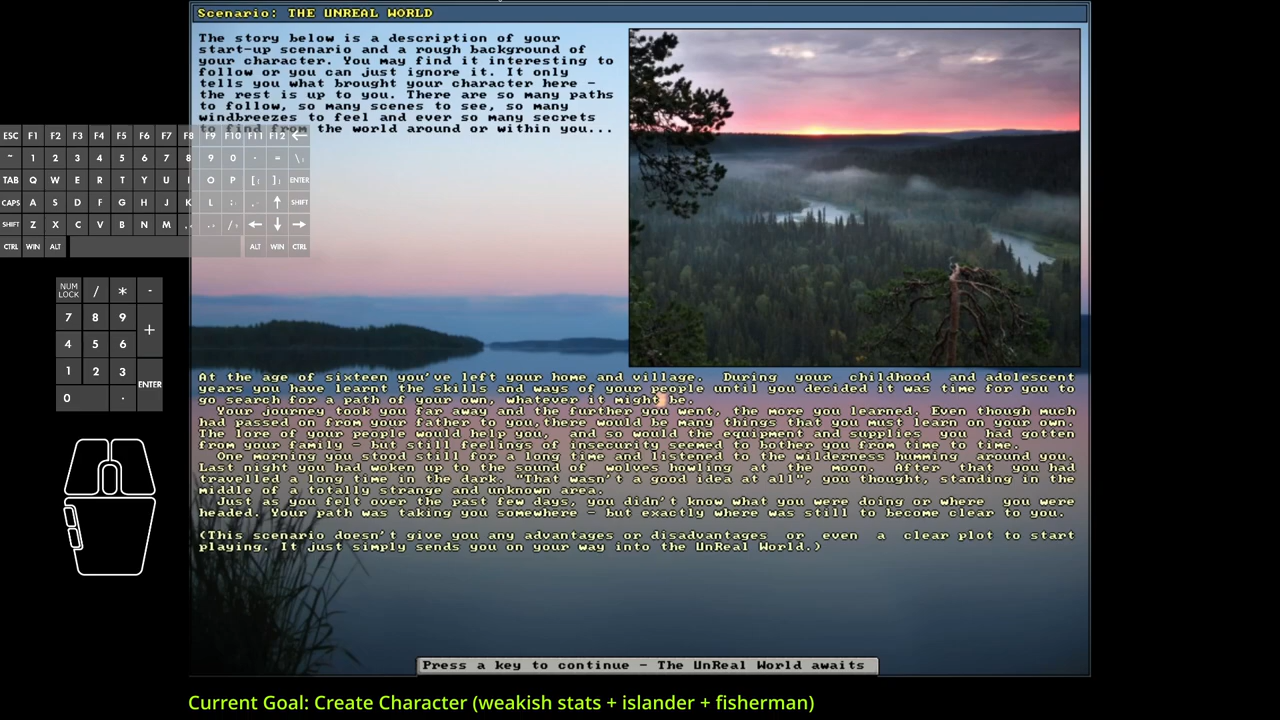 Scenario: THE UNREAL WORLD
The story below is a description of your
start-up scenario and a rough background of
your character. You may find it interesting to
follow or you can just ignore it. It only
tells you what brought your character here -
the rest is up to you. There are so many paths
to follow, so many scenes to see, so many
windbreezes to feel and ever so many secrets
to find from the world around or within you...
ESC F1 F2 F3 F4 F5 F6 F7 F8 F9 F10 F11 F12 ←
~ 1 2 3 4 5 6 7 8 9 0 - = \
TAB Q W E R T Y U I O P [ ] ENTER
CAPS A S D F G H J K L ; ↑ SHIFT
SHIFT Z X C V B N M / ← ↓ →
CTRL WIN ALT ALT WIN CTRL
NUM LOCK / * -
7 8 9 +
4 5 6
1 2 3 ENTER
0 .
At the age of sixteen you've left your home and village. During your childhood and adolescent
years you have learnt the skills and ways of your people until you decided it was time for you to
go search for a path of your own, whatever it might be.
Your journey took you far away and the further you went, the more you learned. Even though much
had passed on from your father to you,there would be many things that you must learn on your own.
The lore of your people would help you, and so would the equipment and supplies you had gotten
from your family - but still feelings of insecurity seemed to bother you from time to time.
One morning you stood still for a long time and listened to the wilderness humming around you.
Last night you had woken up to the sound of wolves howling at the moon. After that you had
travelled a long time in the dark. "That wasn't a good idea at all", you thought, standing in the
middle of a totally strange and unknown area.
Just as you felt over the past few days, you didn't know what you were doing or where you were
headed. Your path was taking you somewhere - but exactly where was still to become clear to you.
(This scenario doesn't give you any advantages or disadvantages or even a clear plot to start
playing. It just simply sends you on your way into the UnReal World.)
Press a key to continue - The UnReal World awaits
Current Goal: Create Character (weakish stats + islander + fisherman)